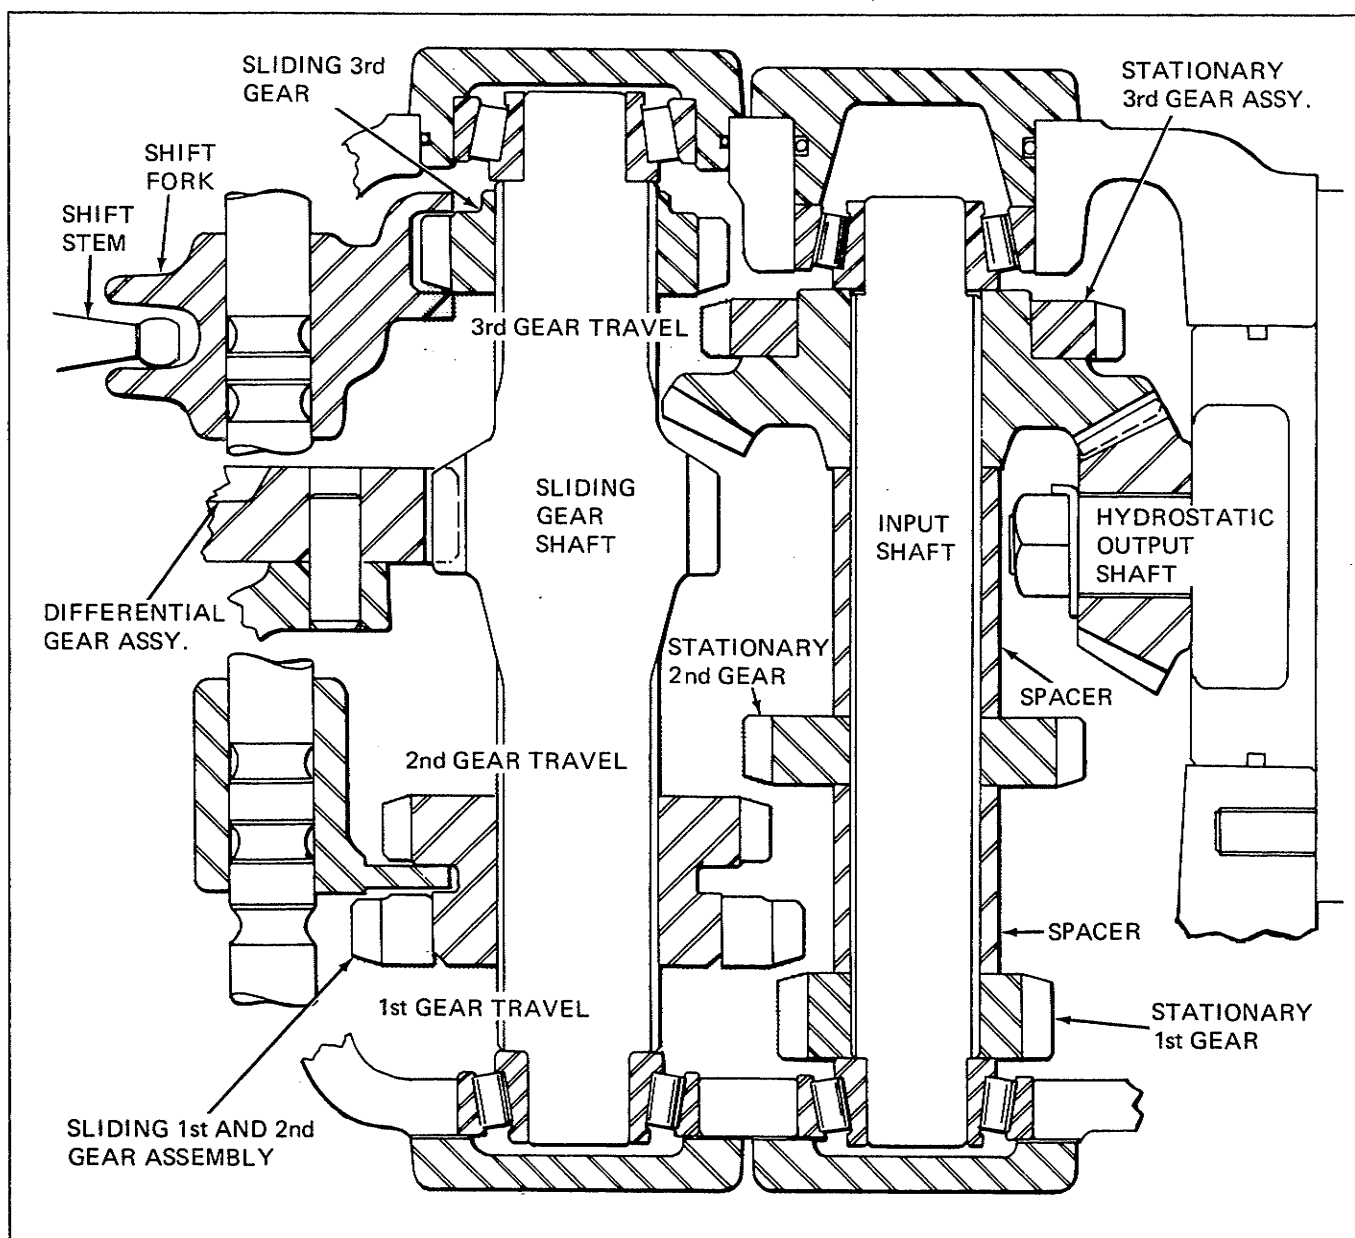 SLIDING 3rd
GEAR
STATIONARY
3rd GEAR ASSY.
SHIFT
FORK
SHIFT
STEM
3rd GEAR TRAVEL
SLIDING
GEAR
SHAFT
INPUT
SHAFT
HYDROSTATIC
OUTPUT
SHAFT
DIFFERENTIAL
GEAR ASSY.
STATIONARY
2nd GEAR
SPACER
2nd GEAR TRAVEL
SPACER
1st GEAR TRAVEL
STATIONARY
1st GEAR
SLIDING 1st AND 2nd
GEAR ASSEMBLY